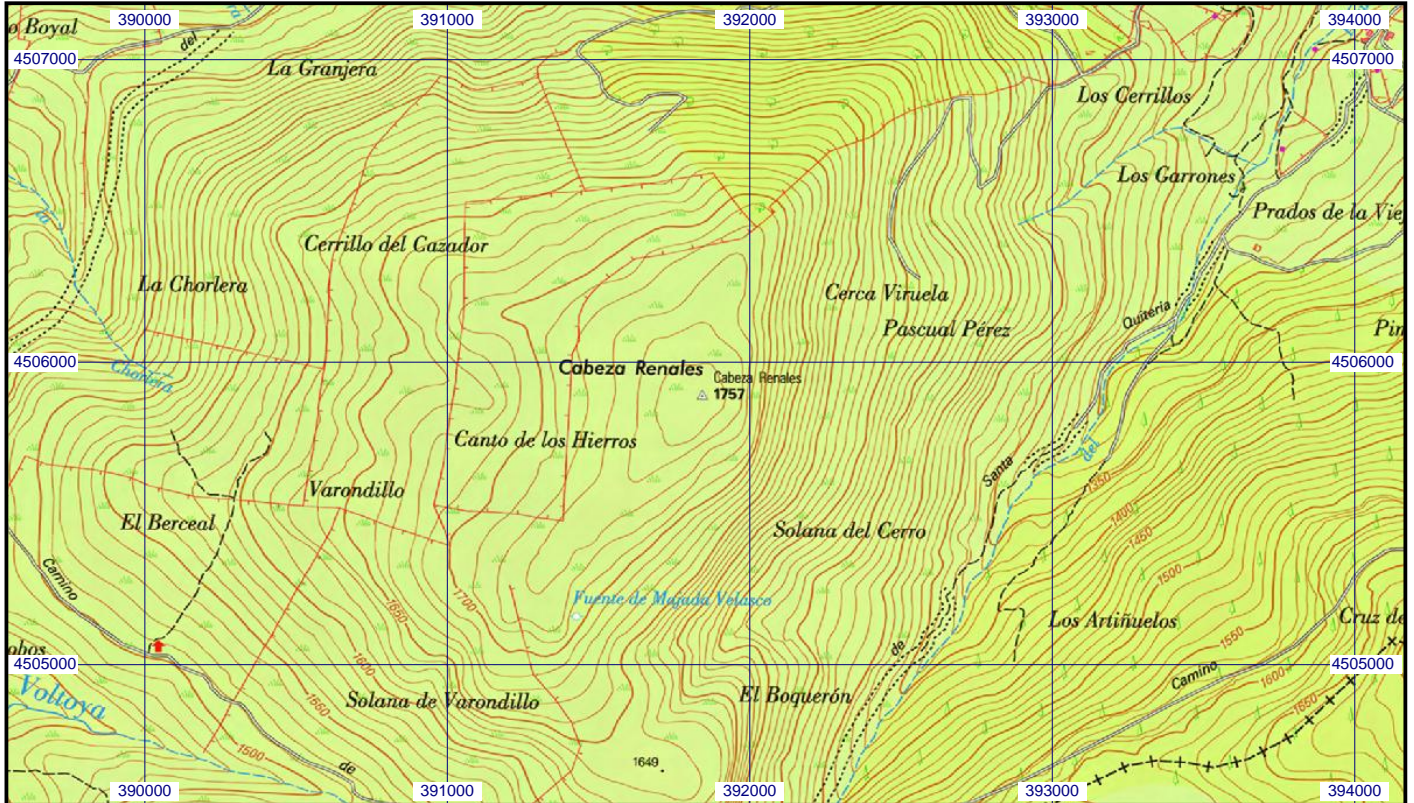 390000
391000
392000
393000
394000
o Boyal
del
4507000
4507000
La Granjera
Los Cerrillos
Los Garrones
Prados de la Vie
Cerrillo del Cazador
La Chorlera
Cerca Viruela
Pascual Pérez
Quiteria
Pin
4506000
4506000
Chorlera
Cabeza Renales
Cabeza Renales
1757
Canto de los Hierros
del
Santa
1350
Varondillo
1400
El Berceal
Solana del Cerro
1450
1500
Camino
1650
1700
Fuente de Majada Velasco
Los Artiñuelos
Cruz de
1550
obos
1600
de
4505000
4505000
Camino
1600
Voltoya
Solana de Varondillo
El Boquerón
1550
1650
1500
de
1649
390000
391000
392000
393000
394000